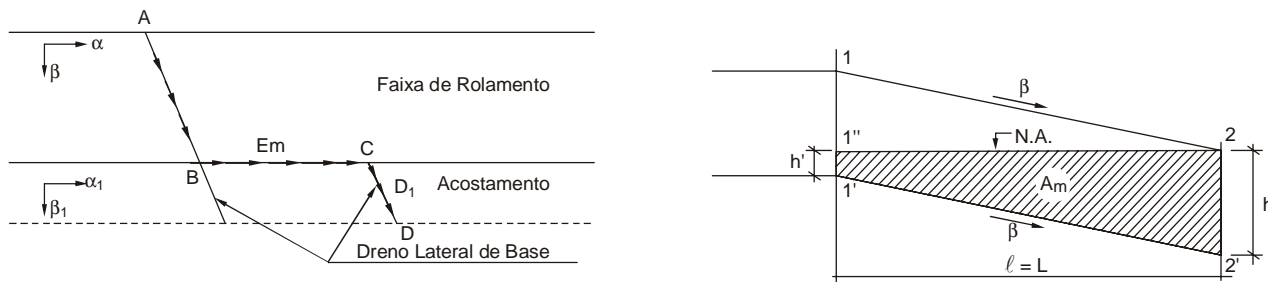 A
α
β
Faixa de Rolamento
Em
C
B
D₁
α₁
β₁
Acostamento
D
Dreno Lateral de Base
1
β
1''
N.A.
2
h'
1'
Am
h
β
2'
ℓ = L